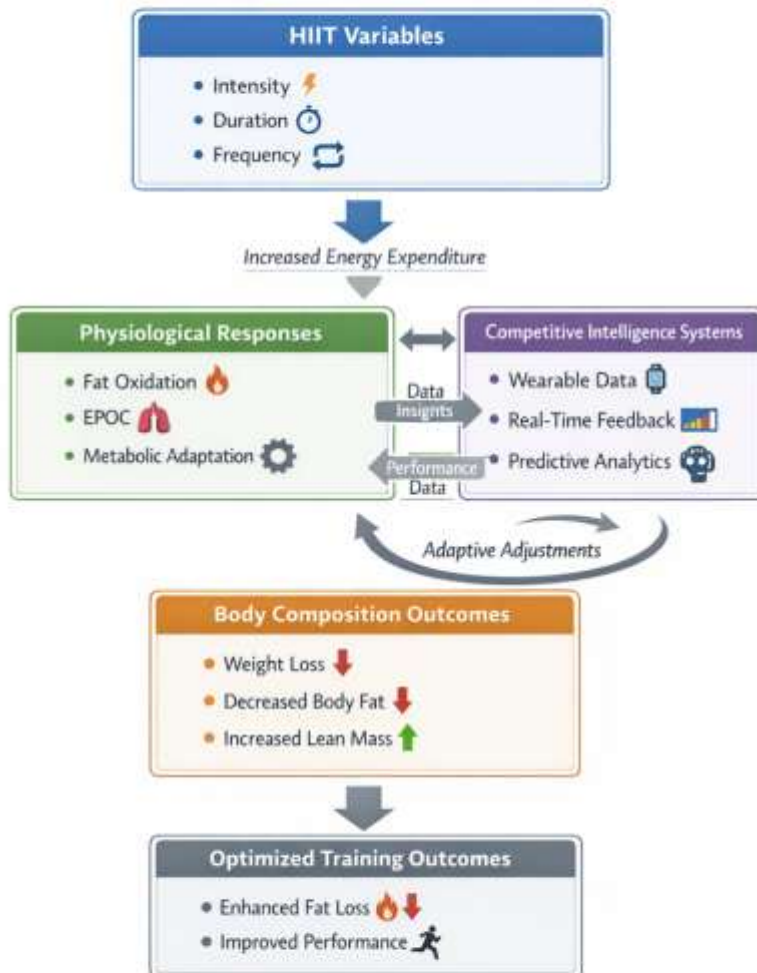 HIIT Variables
Intensity
Duration
Frequency
Increased Energy Expenditure
Physiological Responses
Fat Oxidation
EPOC
Metabolic Adaptation
Data
Insights
Performance
Data
Competitive Intelligence Systems
Wearable Data
Real-Time Feedback
Predictive Analytics
Adaptive Adjustments
Body Composition Outcomes
Weight Loss
Decreased Body Fat
Increased Lean Mass
Optimized Training Outcomes
Enhanced Fat Loss
Improved Performance